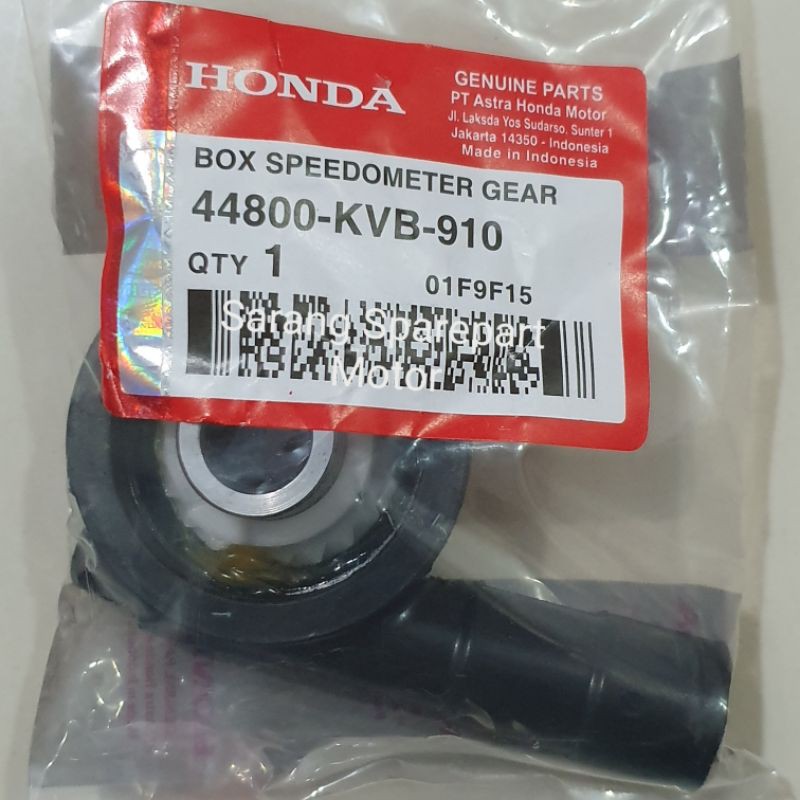 HONDA
GENUINE PARTS
PT Astra Honda Motor
Jl. Laksda Yos Sudarso. Sunter 1
Jakarta 14350 - Indonesia
Made in Indonesia
BOX SPEEDOMETER GEAR
44800-KVB-910
QTY 1
01F9F15
Sarang Sparepart
Motor